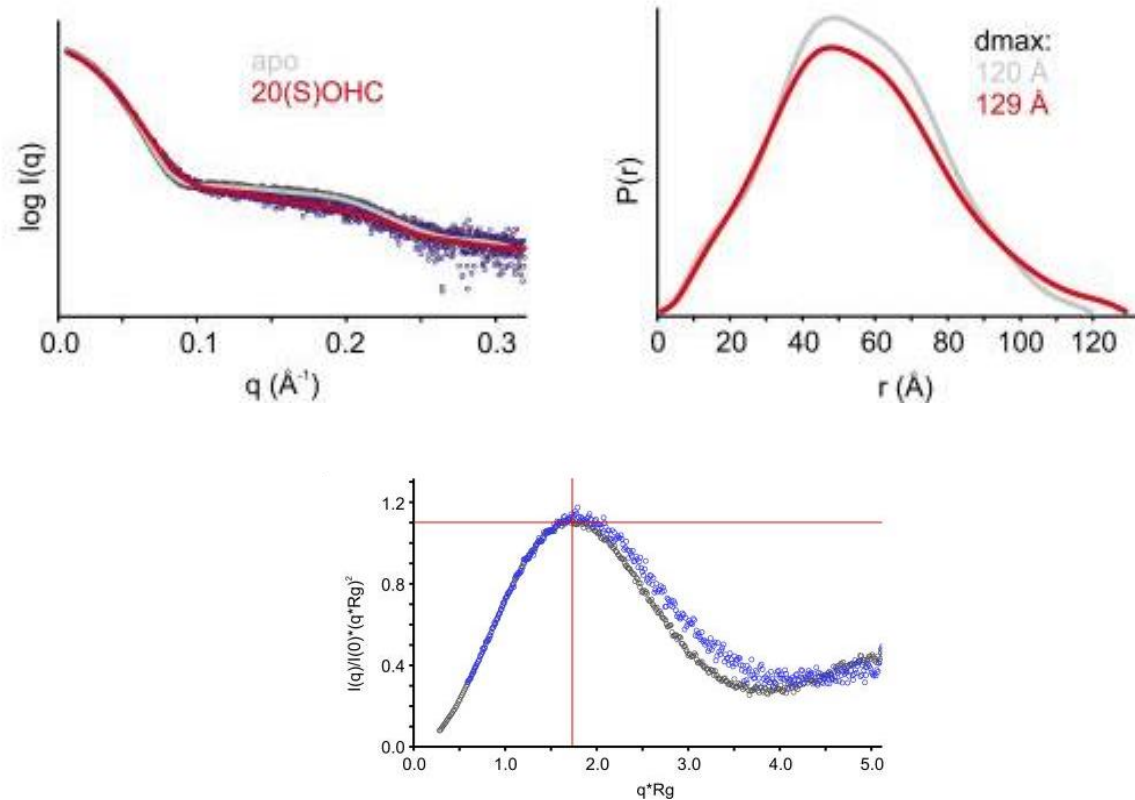 log I(q)
apo
20(S)OHC
0.0 0.1 0.2 0.3
q (Å⁻¹)
P(r)
dmax:
120 Å
129 Å
0 20 40 60 80 100 120
r (Å)
I(q)/I(0)*(q*Rg)²
1.2
0.8
0.4
0.0
0.0 1.0 2.0 3.0 4.0 5.0
q*Rg